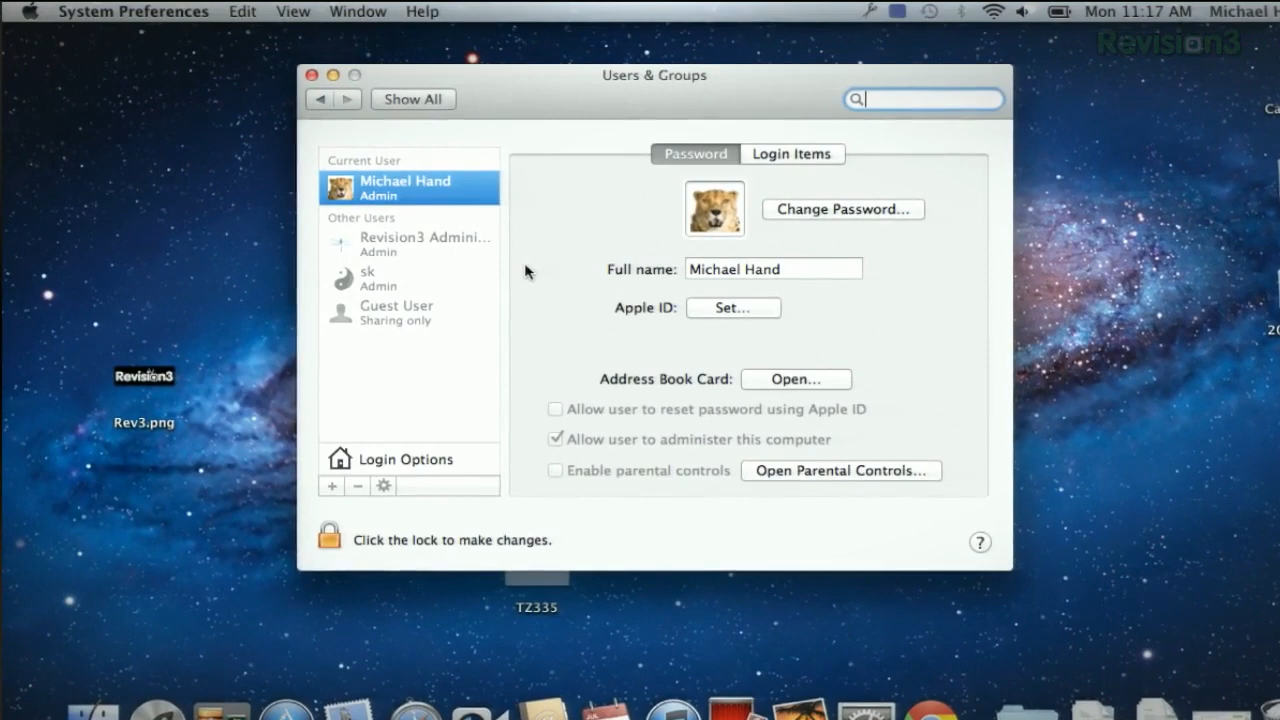 System Preferences Edit View Window Help Mon 11:17 AM Michael H
Revision3
Users & Groups
Show All
Password Login Items
Current User
Michael Hand
Admin
Other Users
Revision3 Admini...
Admin
sk
Admin
Guest User
Sharing only
Login Options
Change Password...
Full name: Michael Hand
Apple ID: Set...
Address Book Card: Open...
Allow user to reset password using Apple ID
Allow user to administer this computer
Enable parental controls Open Parental Controls...
Click the lock to make changes.
?
Revision3
Rev3.png
TZ335
Ca
20